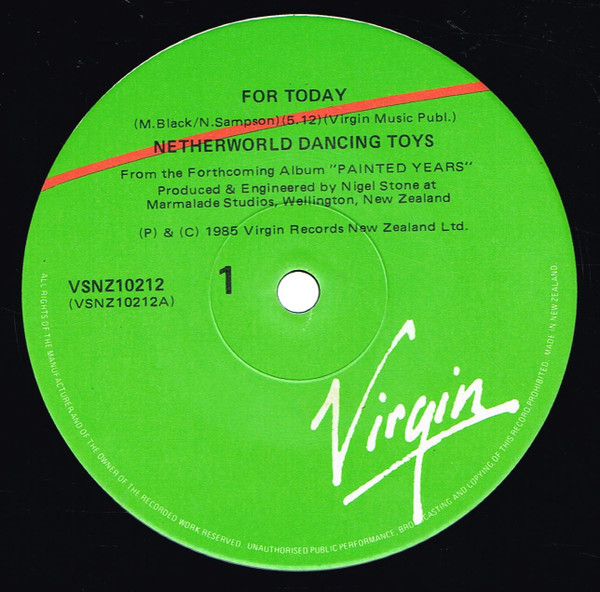 FOR TODAY
(M.Black/N.Sampson)(5.12)(Virgin Music Publ.)
NETHERWORLD DANCING TOYS
From the Forthcoming Album "PAINTED YEARS"
Produced & Engineered by Nigel Stone at
Marmalade Studios, Wellington, New Zealand
(P) & (C) 1985 Virgin Records New Zealand Ltd.
VSNZ10212
(VSNZ10212A)
1
Virgin
ALL RIGHTS OF THE MANUFACTURER AND OF THE OWNER OF THE RECORDED WORK RESERVED. UNAUTHORISED PUBLIC PERFORMANCE, BROADCASTING AND COPYING OF THIS RECORD PROHIBITED. MADE IN NEW ZEALAND